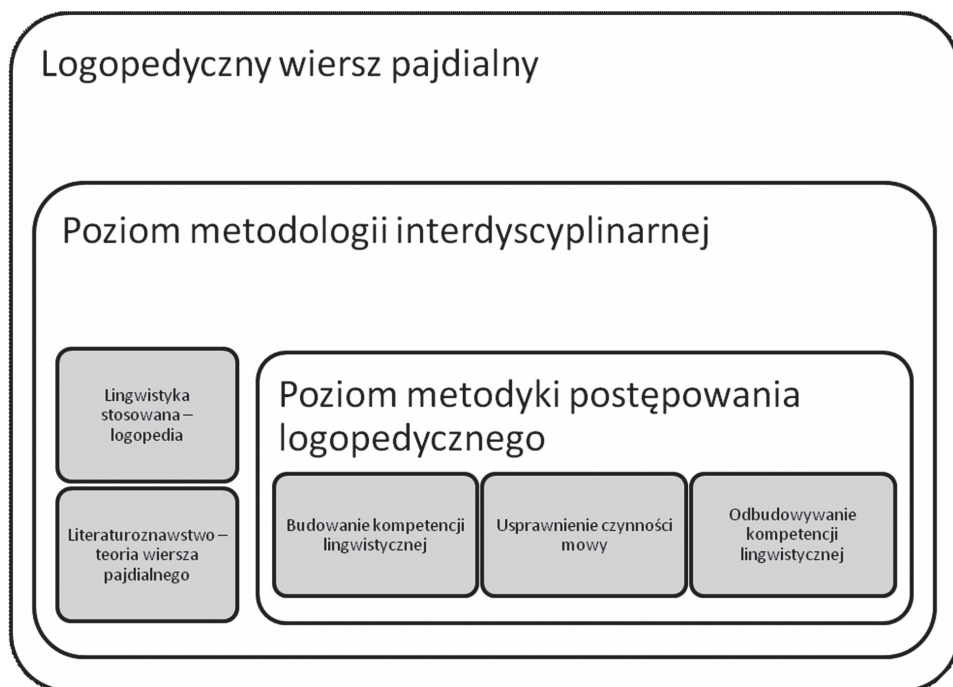 Logopedyczny wiersz pajdialny
Poziom metodologii interdyscyplinarnej
Lingwistyka
stosowana –
logopedia
Literaturoznawstwo –
teoria wiersza
pajdialnego
Poziom metodyki postępowania
logopedycznego
Budowanie kompetencji
lingwistycznej
Usprawnienie czynności
mowy
Odbudowywanie
kompetencji
lingwistycznej